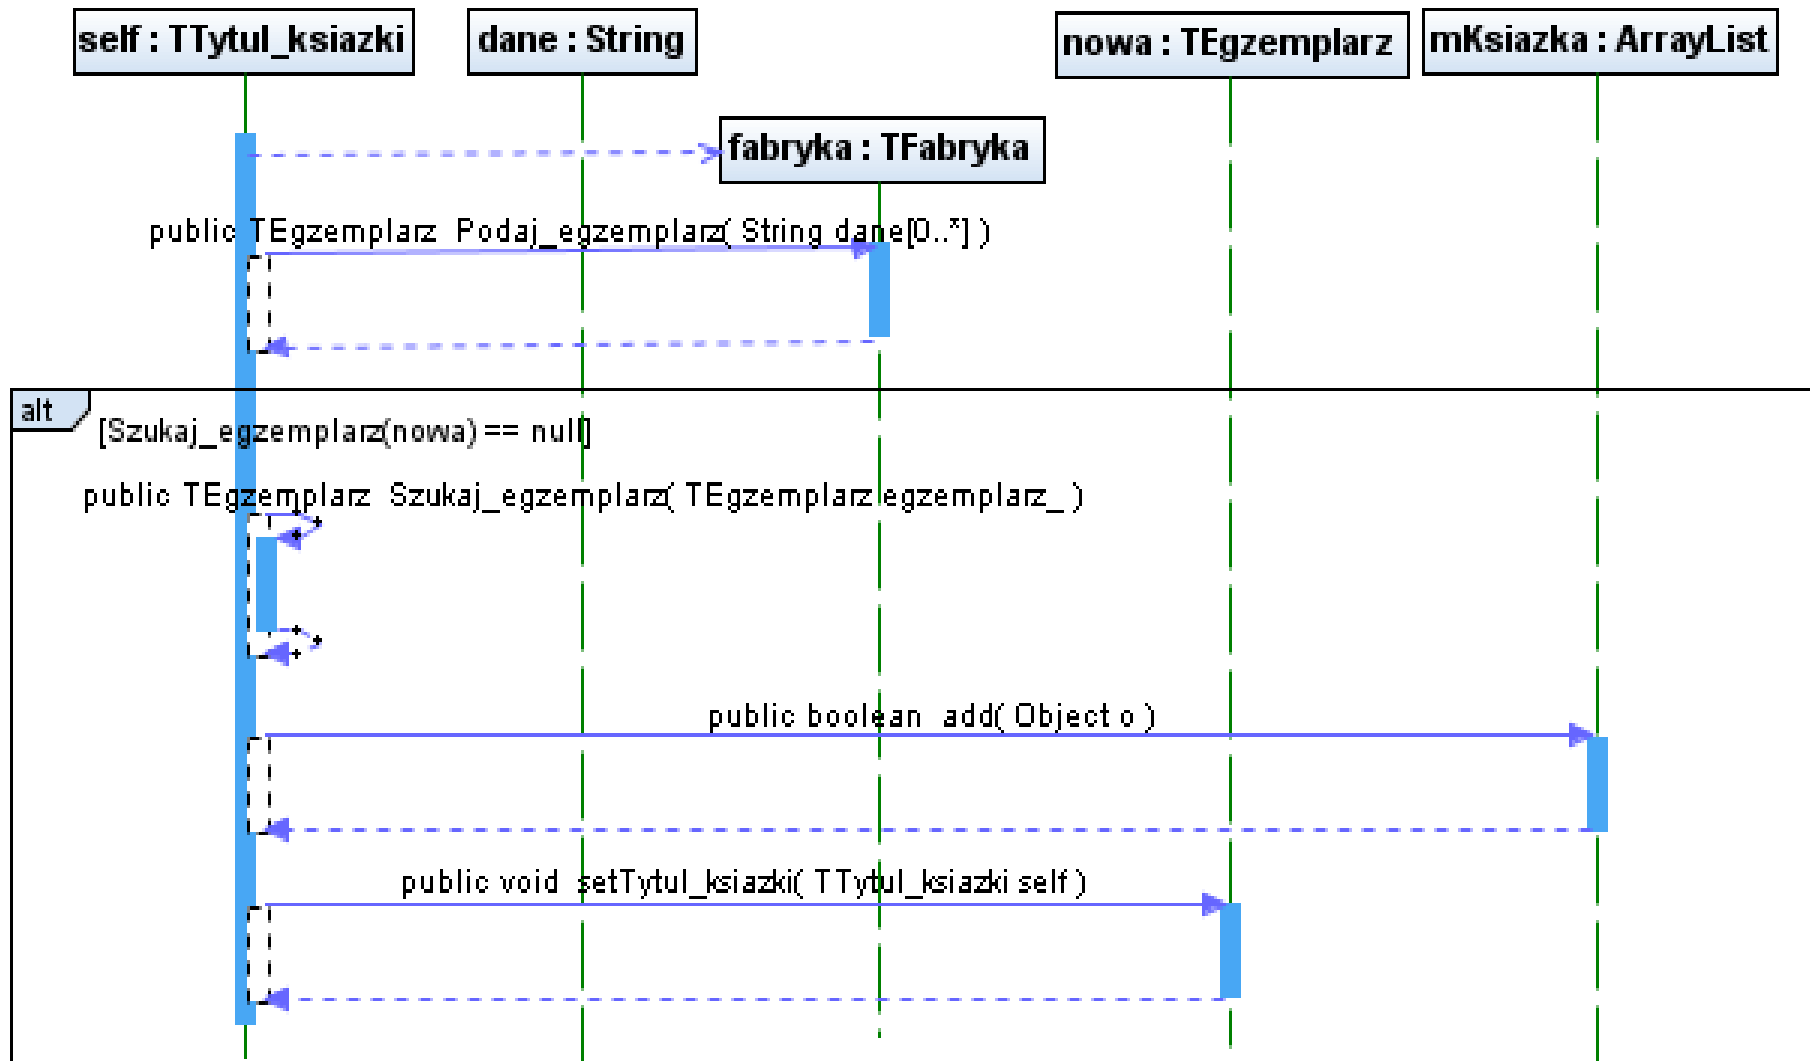 self : TTytul_ksiazki
dane : String
nowa : TEgzemplarz
mKsiazka : ArrayList
fabryka : TFabryka
public TEgzemplarz Podaj_egzemplarz( String dane[0..*] )
alt
[Szukaj_egzemplarz(nowa) == null]
public TEgzemplarz Szukaj_egzemplarz( TEgzemplarz egzemplarz_ )
public boolean add( Object o )
public void setTytul_ksiazki( TTytul_ksiazki self )